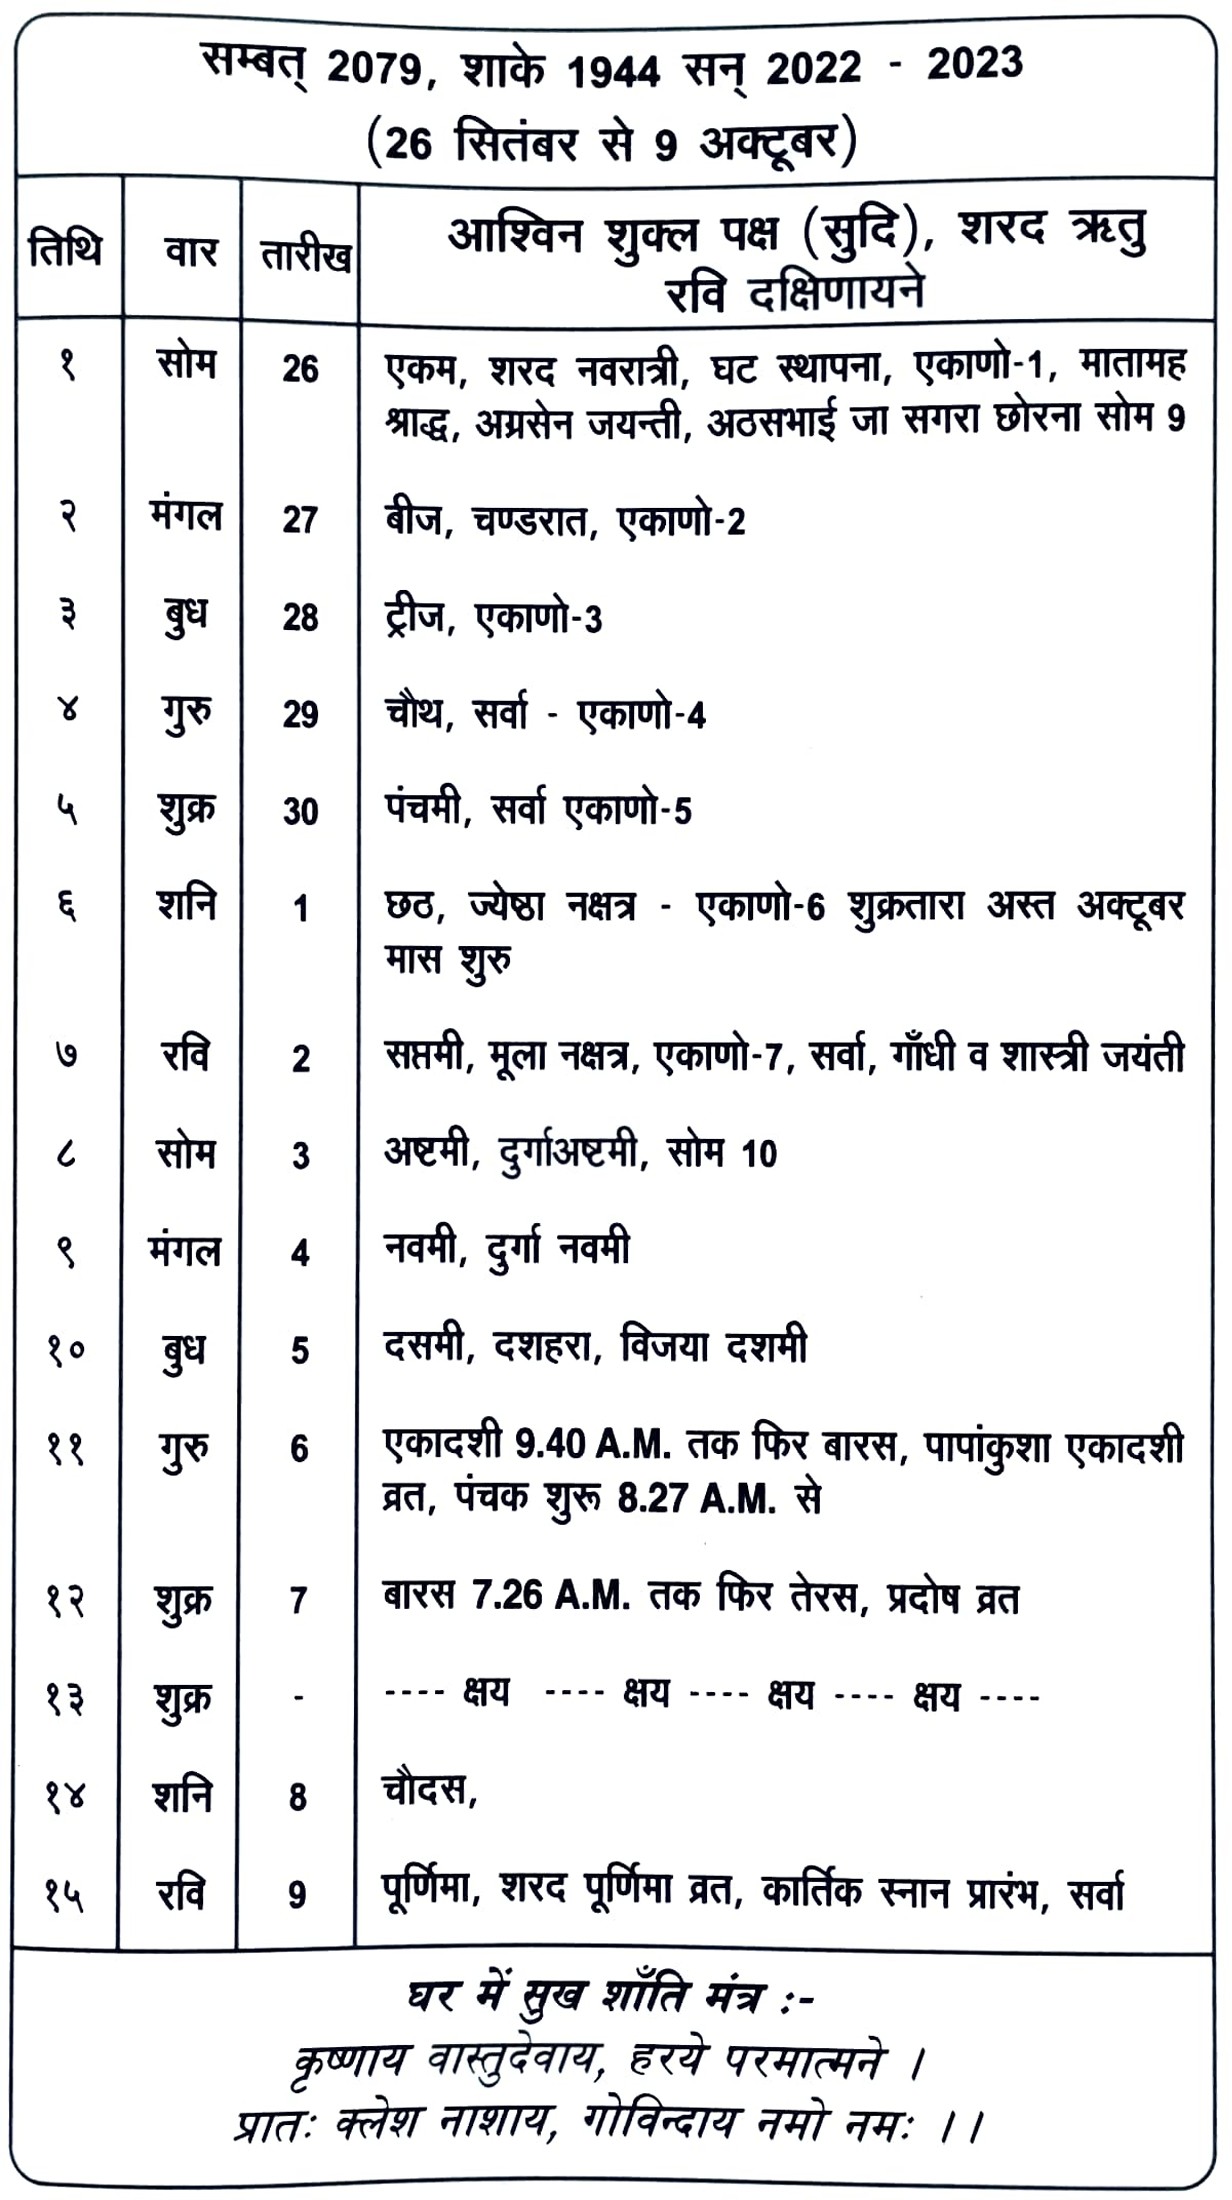 सम्बत् 2079, शाके 1944 सन् 2022 - 2023
(26 सितंबर से 9 अक्टूबर)
तिथि वार तारीख आश्विन शुक्ल पक्ष (सुदि), शरद ऋतु
रवि दक्षिणायने
१ सोम 26 एकम, शरद नवरात्री, घट स्थापना, एकाणो-1, मातामह
श्राद्ध, अग्रसेन जयन्ती, अठसभाई जा सगरा छोरना सोम 9
२ मंगल 27 बीज, चण्डरात, एकाणो-2
३ बुध 28 ट्रीज, एकाणो-3
४ गुरु 29 चौथ, सर्वा - एकाणो-4
५ शुक्र 30 पंचमी, सर्वा एकाणो-5
६ शनि 1 छठ, ज्येष्ठा नक्षत्र - एकाणो-6 शुक्रतारा अस्त अक्टूबर
मास शुरु
७ रवि 2 सप्तमी, मूला नक्षत्र, एकाणो-7, सर्वा, गाँधी व शास्त्री जयंती
८ सोम 3 अष्टमी, दुर्गाअष्टमी, सोम 10
९ मंगल 4 नवमी, दुर्गा नवमी
१० बुध 5 दसमी, दशहरा, विजया दशमी
११ गुरु 6 एकादशी 9.40 A.M. तक फिर बारस, पापांकुशा एकादशी
व्रत, पंचक शुरू 8.27 A.M. से
१२ शुक्र 7 बारस 7.26 A.M. तक फिर तेरस, प्रदोष व्रत
१३ शुक्र - ---- क्षय ---- क्षय ---- क्षय ---- क्षय ----
१४ शनि 8 चौदस,
१५ रवि 9 पूर्णिमा, शरद पूर्णिमा व्रत, कार्तिक स्नान प्रारंभ, सर्वा
घर में सुख शाँति मंत्र :-
कृष्णाय वास्तुदेवाय, हरये परमात्मने ।
प्रातः क्लेश नाशाय, गोविन्दाय नमो नमः ।।